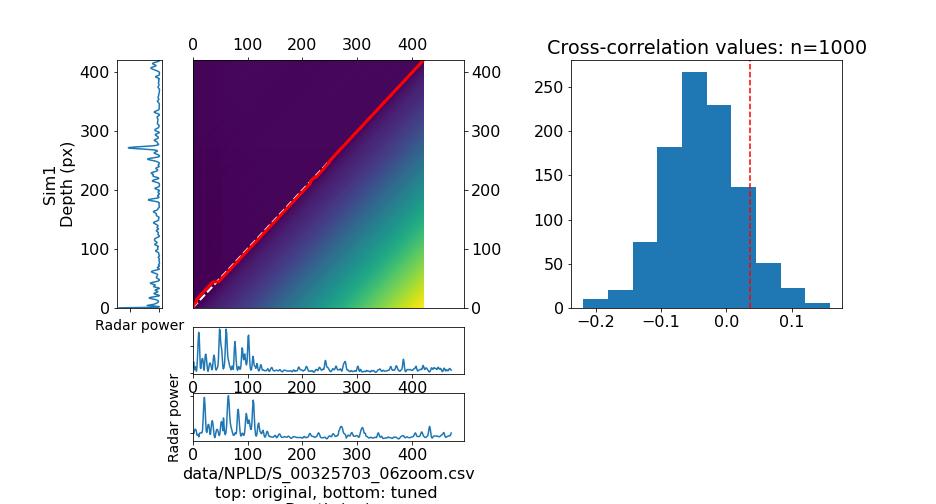 0 100 200 300 400
Cross-correlation values: n=1000
Sim1
Depth (px)
400
300
200
100
0
400
300
200
100
0
250
200
150
100
50
0
−0.2 −0.1 0.0 0.1
Radar power
0 100 200 300 400
Radar power
0 100 200 300 400
data/NPLD/S_00325703_06zoom.csv
top: original, bottom: tuned